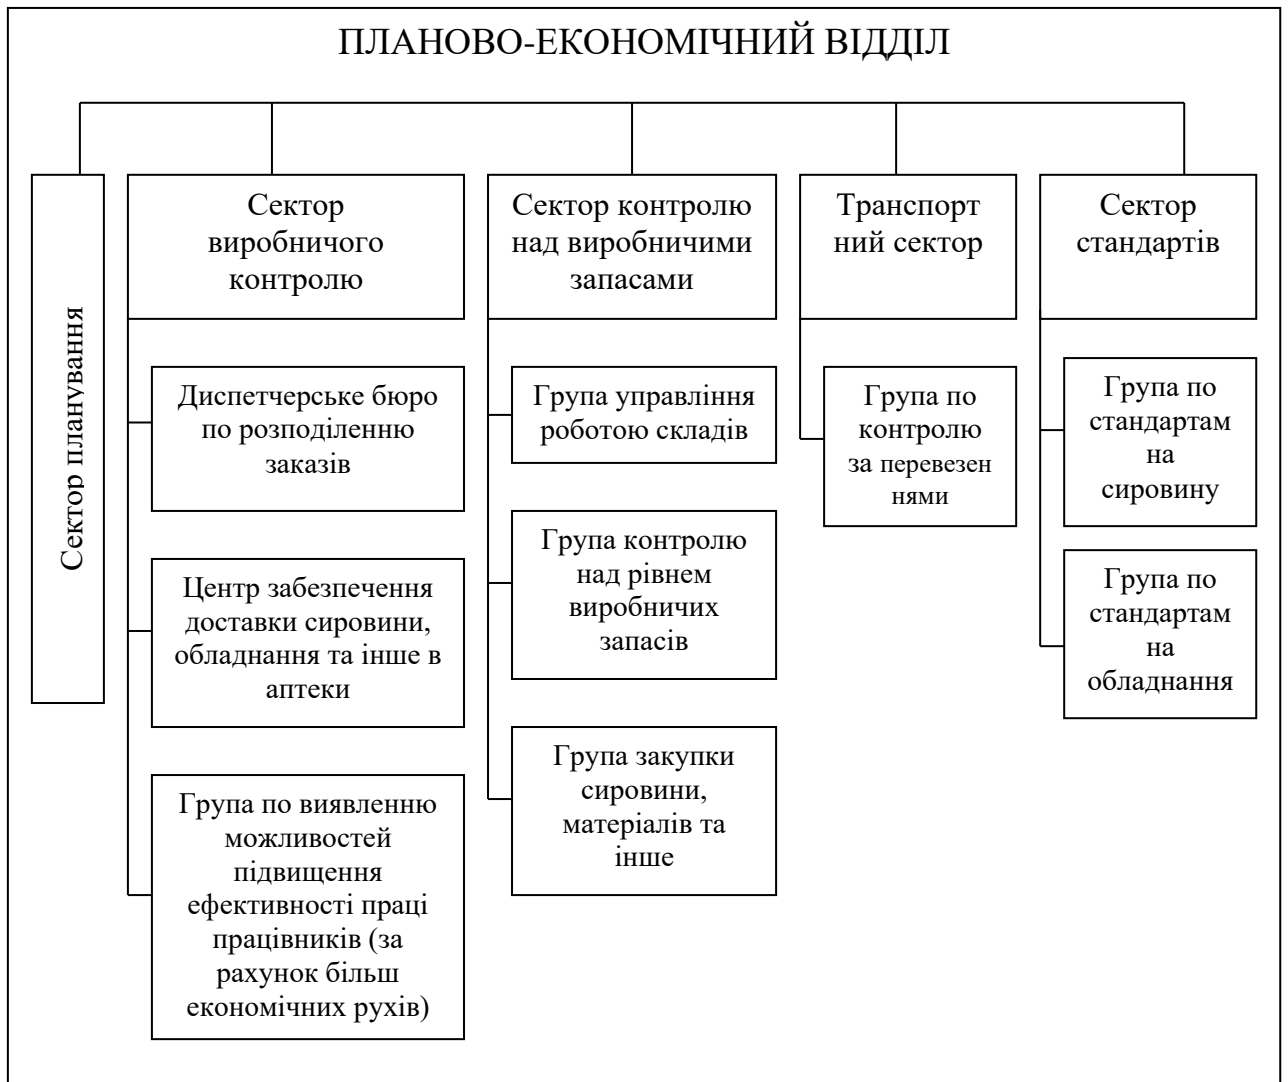 ПЛАНОВО-ЕКОНОМІЧНИЙ ВІДДІЛ
Сектор планування
Сектор
виробничого
контролю
Диспетчерське бюро
по розподіленню
заказів
Центр забезпечення
доставки сировини,
обладнання та інше в
аптеки
Група по виявленню
можливостей
підвищення
ефективності праці
працівників (за
рахунок більш
економічних рухів)
Сектор контролю
над виробничими
запасами
Група управління
роботою складів
Група контролю
над рівнем
виробничих
запасів
Група закупки
сировини,
матеріалів та
інше
Транспорт
ний сектор
Група по
контролю
за перевезен
нями
Сектор
стандартів
Група по
стандартам
на
сировину
Група по
стандартам
на
обладнання